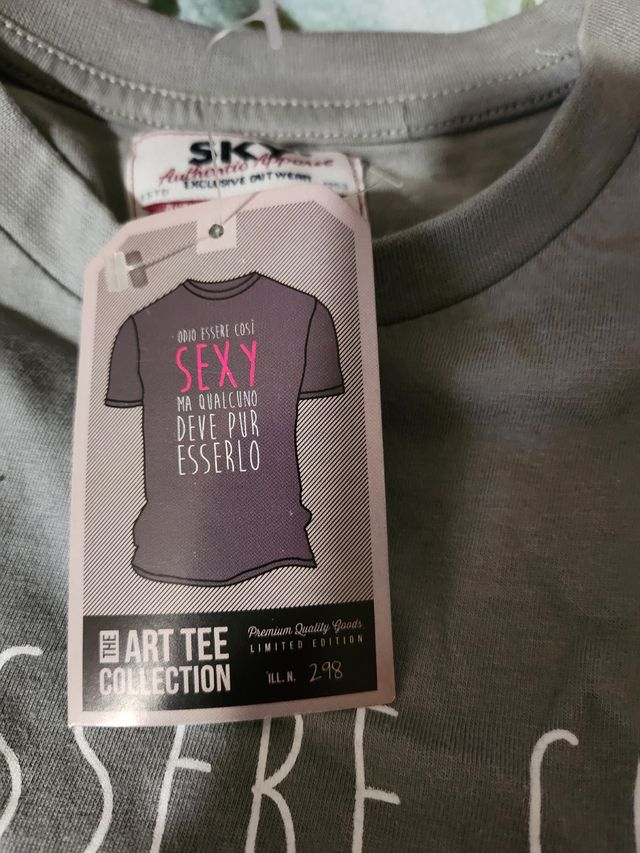 SKY
Authentic Apparel
EXCLUSIVE OUTWEAR
ODIO ESSERE COSÌ
SEXY
MA QUALCUNO
DEVE PUR
ESSERLO
THE ART TEE
COLLECTION
Premium Quality Goods
LIMITED EDITION
ILL. N. 298
SSERE C